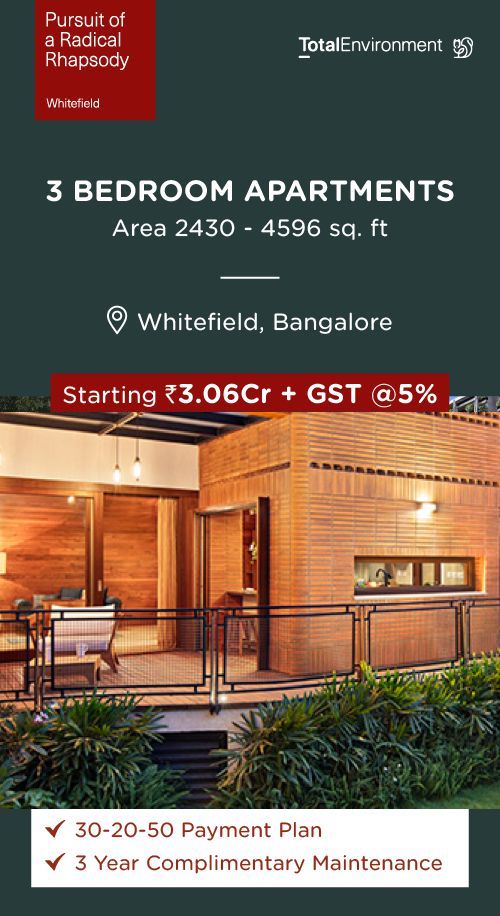 Pursuit of
a Radical
Rhapsody
Whitefield
TotalEnvironment
3 BEDROOM APARTMENTS
Area 2430 - 4596 sq. ft
Whitefield, Bangalore
Starting ₹3.06Cr + GST @5%
30-20-50 Payment Plan
3 Year Complimentary Maintenance